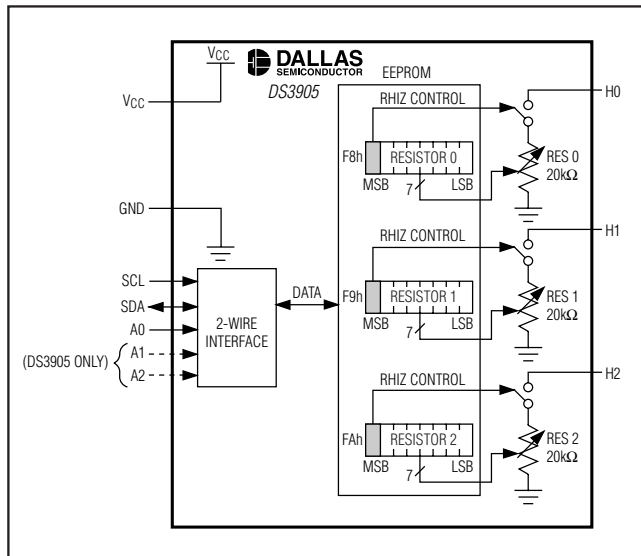 VCC
DALLAS
SEMICONDUCTOR
DS3905
EEPROM
VCC
GND
SCL
SDA
A0
A1
A2
(DS3905 ONLY)
2-WIRE
INTERFACE
DATA
RHIZ CONTROL
F8h
RESISTOR 0
MSB
LSB
7
H0
RES 0
20kΩ
RHIZ CONTROL
F9h
RESISTOR 1
MSB
LSB
7
H1
RES 1
20kΩ
RHIZ CONTROL
FAh
RESISTOR 2
MSB
LSB
7
H2
RES 2
20kΩ